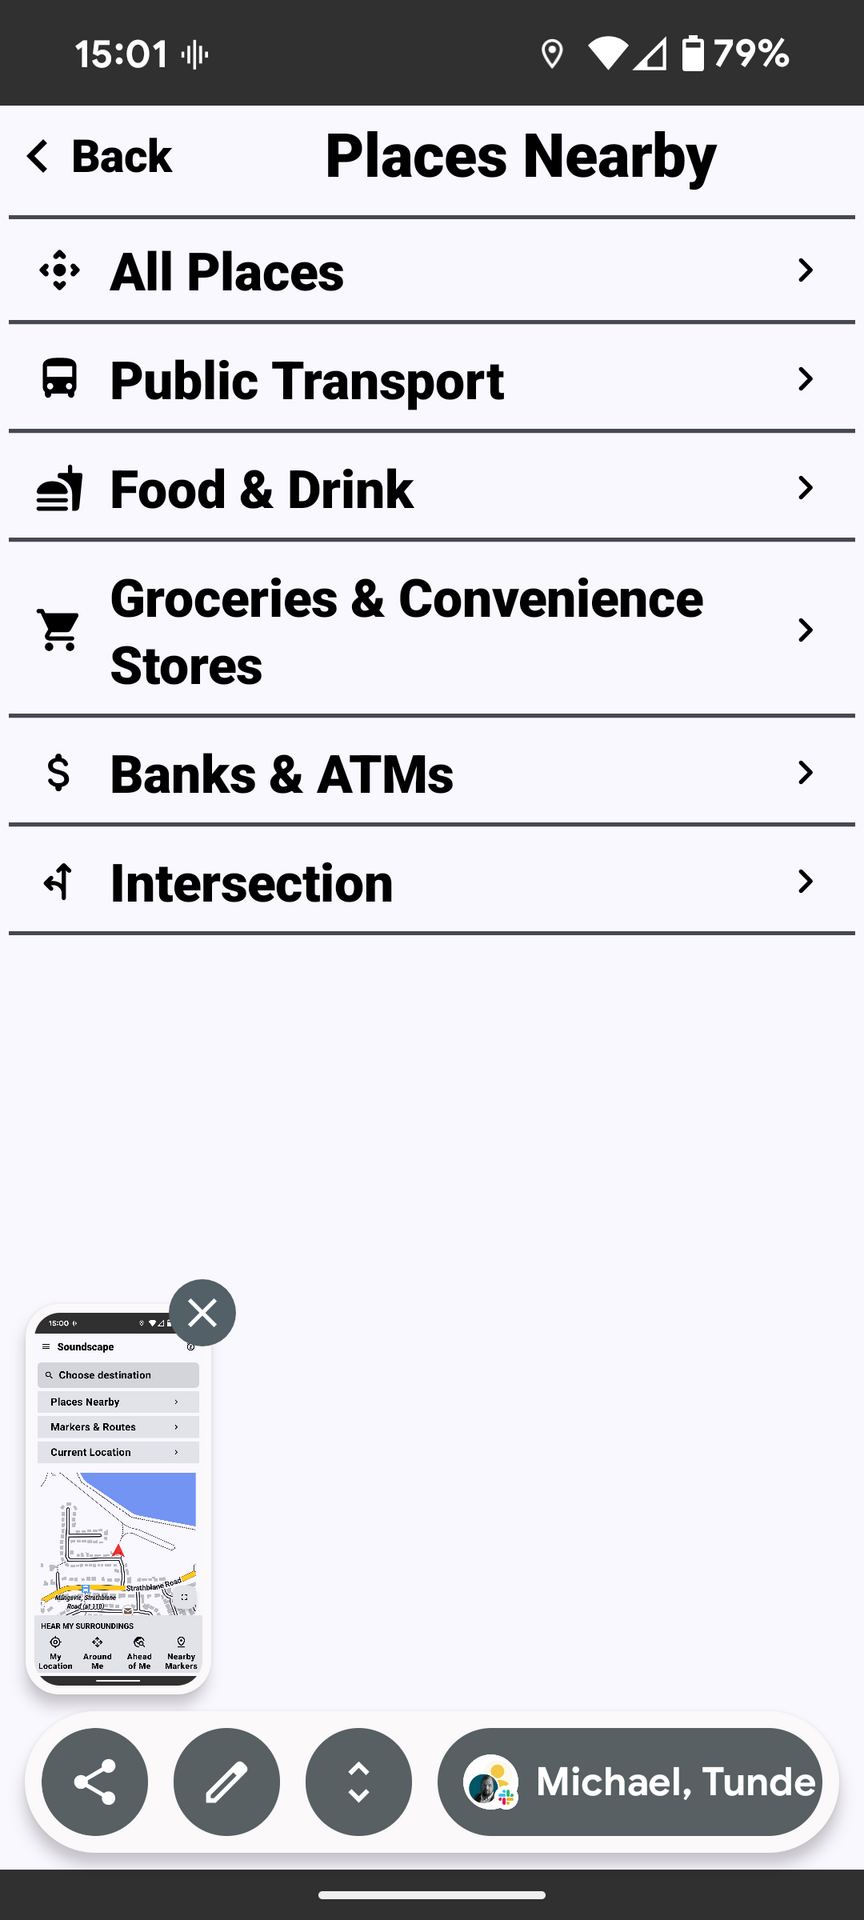 15:01
79%
Back
Places Nearby
All Places
Public Transport
Food & Drink
Groceries & Convenience
Stores
Banks & ATMs
Intersection
15:00
Soundscape
Choose destination
Places Nearby
Markers & Routes
Current Location
Strathblane Road
Milngavie, Strathblane
Road (at 110)
HEAR MY SURROUNDINGS
My
Location
Around
Me
Ahead
of Me
Nearby
Markers
Michael, Tunde